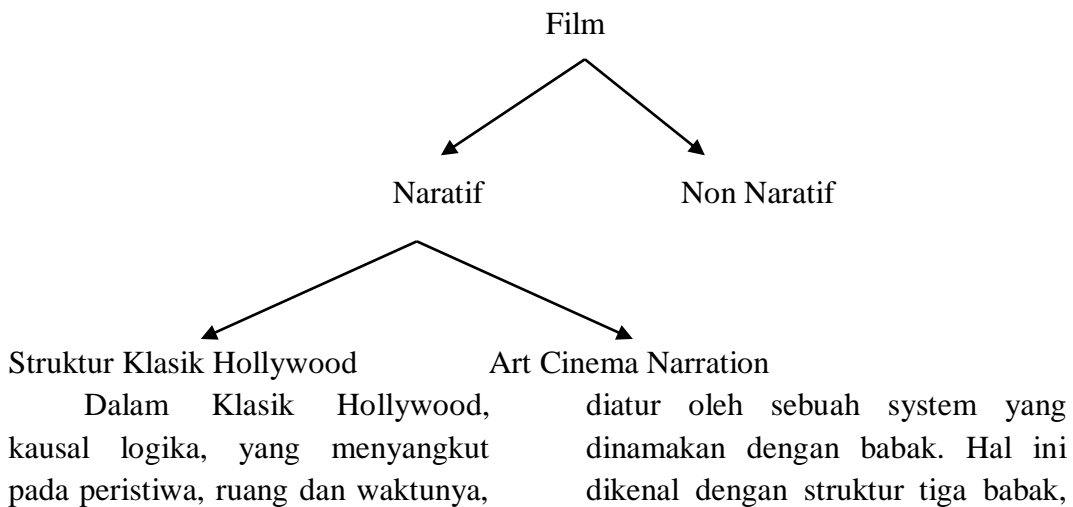 Film
Naratif Non Naratif
Struktur Klasik Hollywood Art Cinema Narration
Dalam Klasik Hollywood,
kausal logika, yang menyangkut
pada peristiwa, ruang dan waktunya,
diatur oleh sebuah system yang
dinamakan dengan babak. Hal ini
dikenal dengan struktur tiga babak,